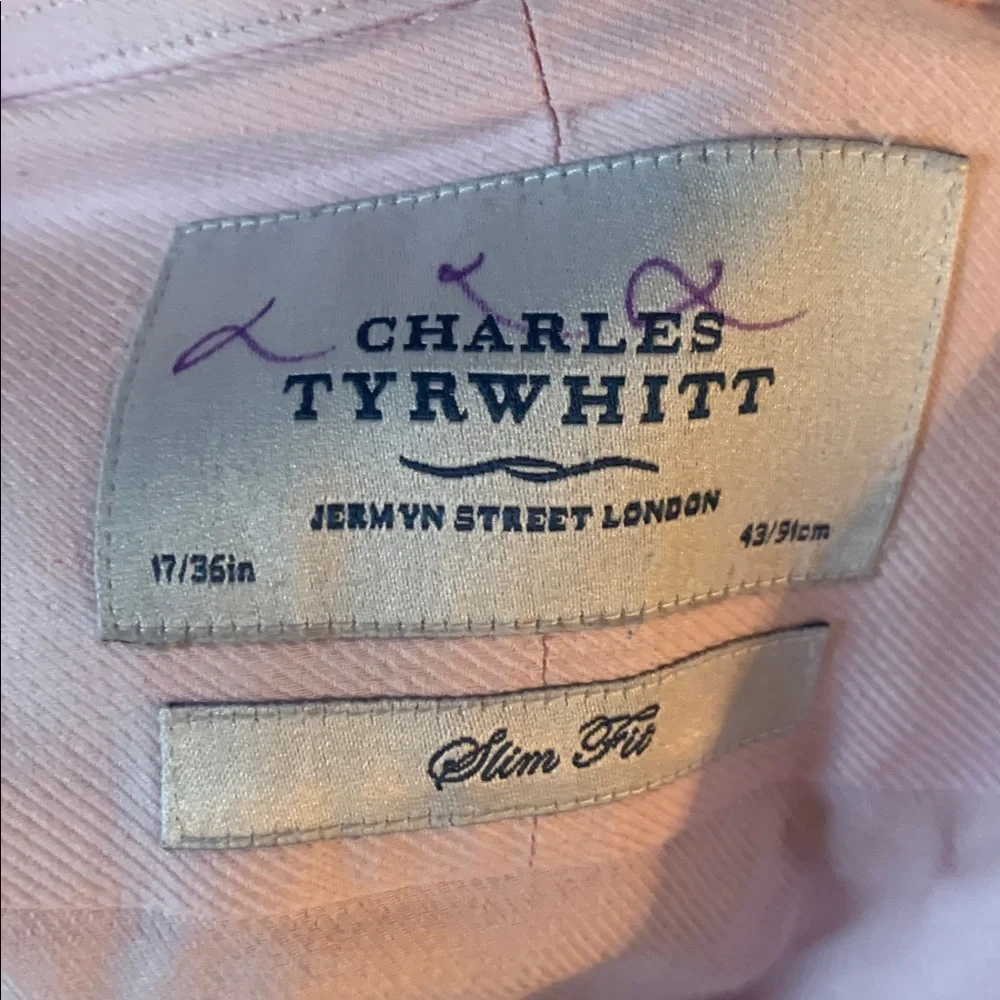 CHARLES
TYRWHITT
JERMYN STREET LONDON
17/36in 43/91cm
Slim Fit